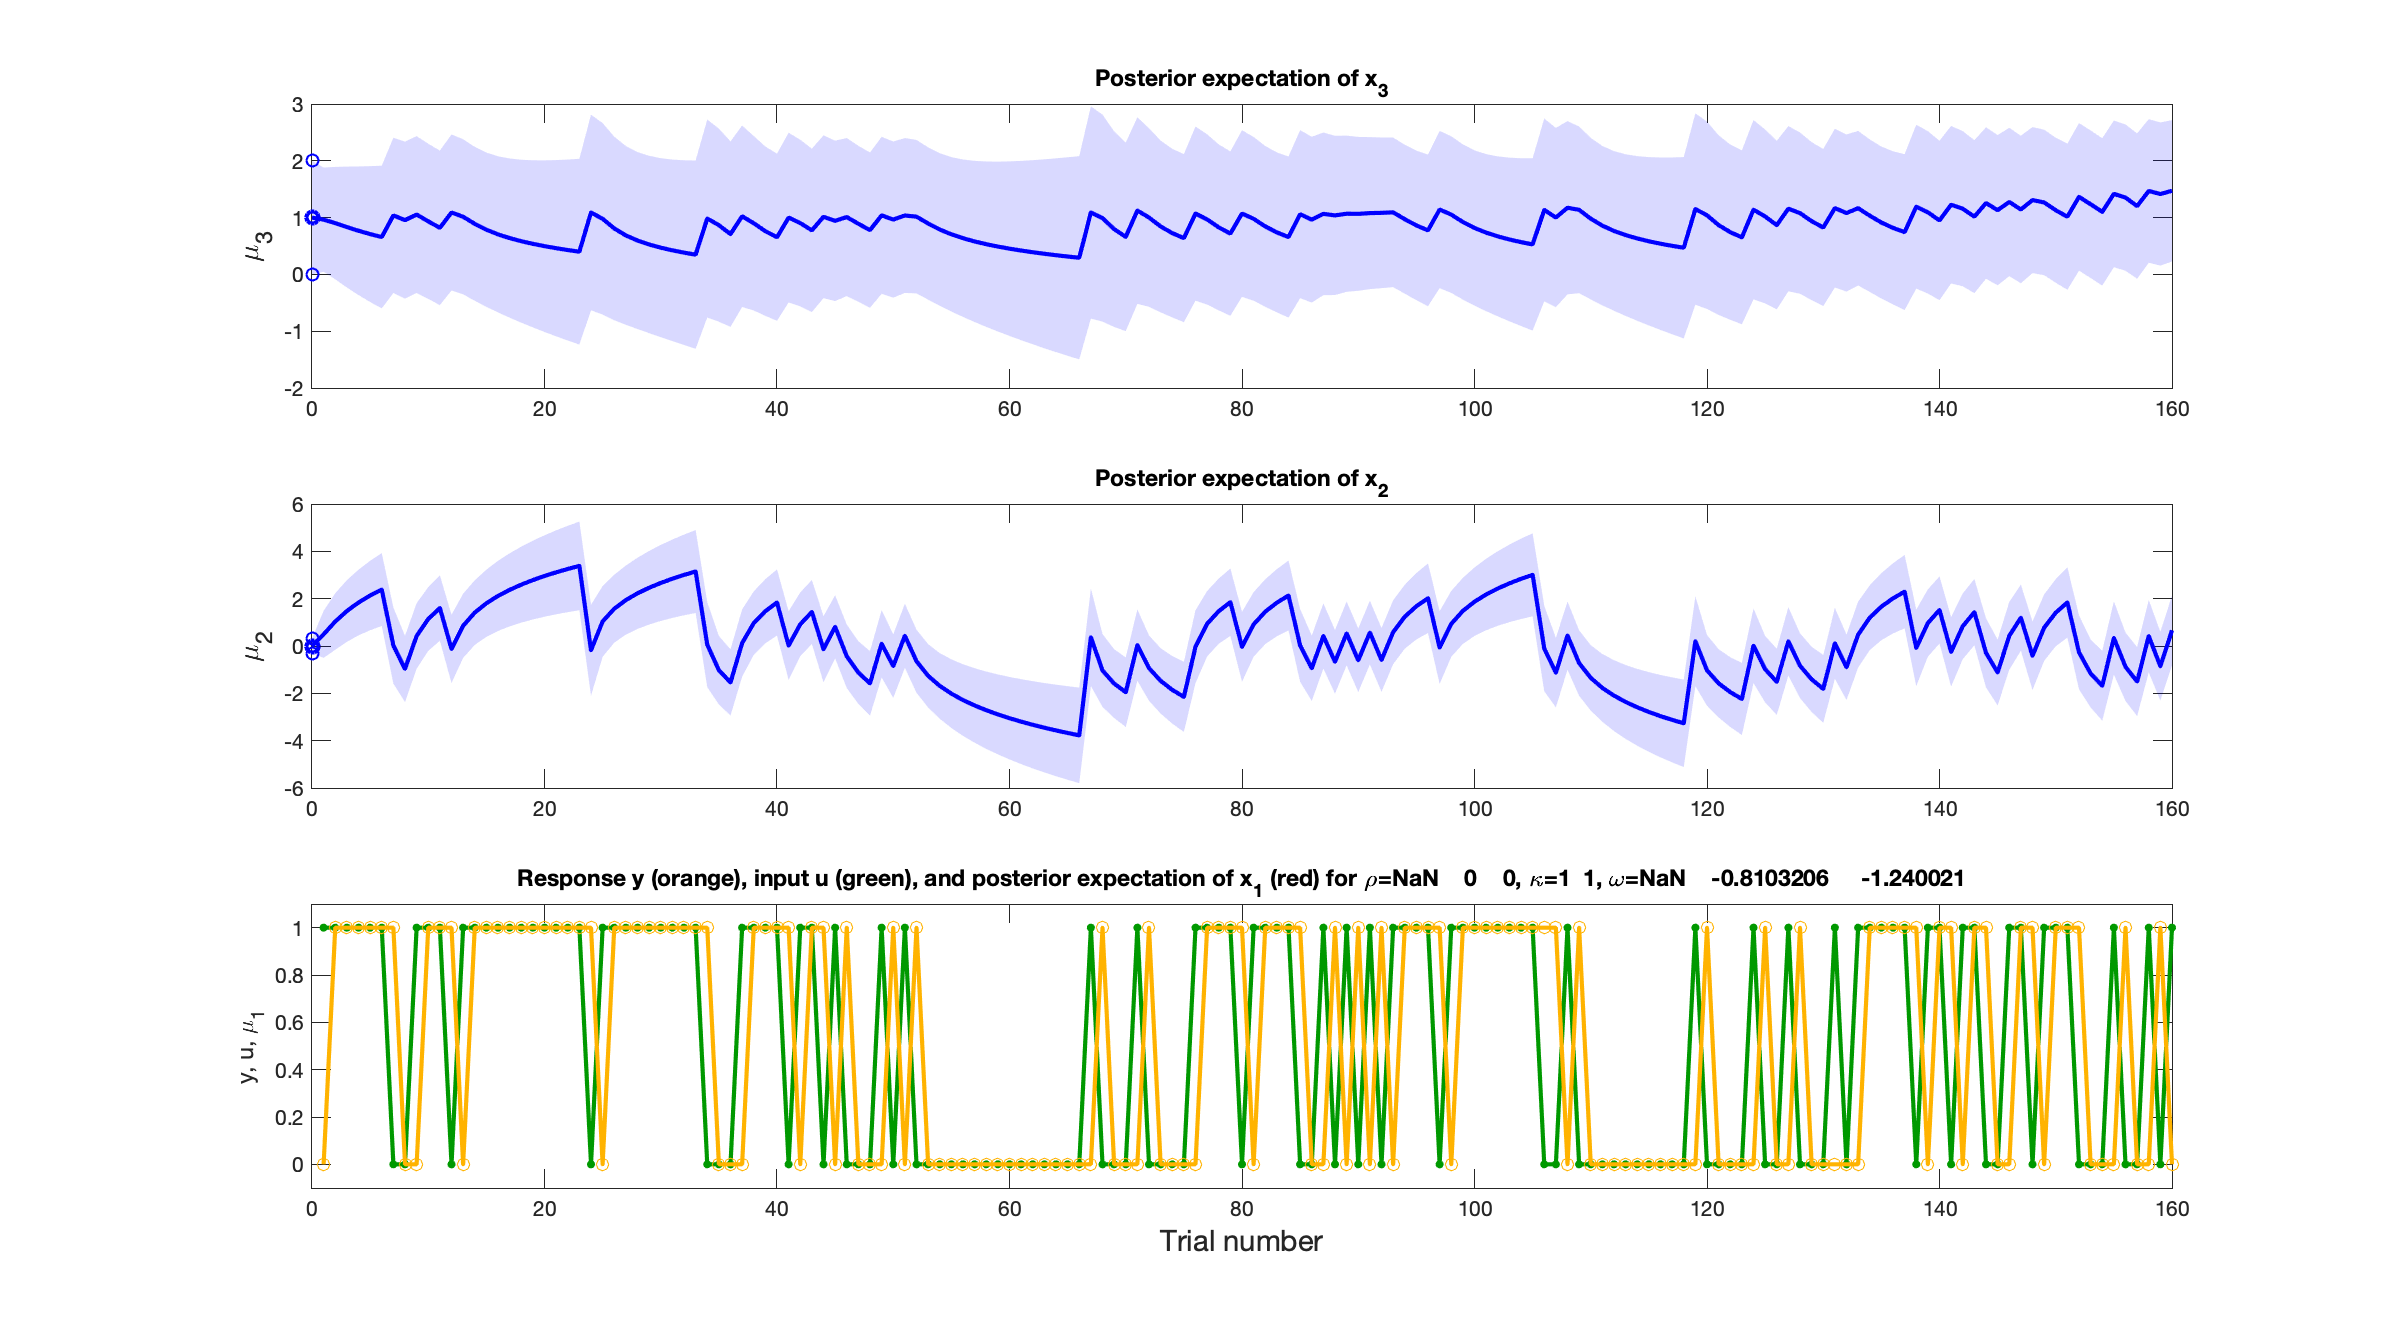 Posterior expectation of x3
μ3
3
2
1
0
-1
-2
0 20 40 60 80 100 120 140 160
Posterior expectation of x2
μ2
6
4
2
0
-2
-4
-6
0 20 40 60 80 100 120 140 160
Response y (orange), input u (green), and posterior expectation of x1 (red) for ρ=NaN 0 0, κ=1 1, ω=NaN -0.8103206 -1.240021
y, u, μ1
1
0.8
0.6
0.4
0.2
0
0 20 40 60 80 100 120 140 160
Trial number